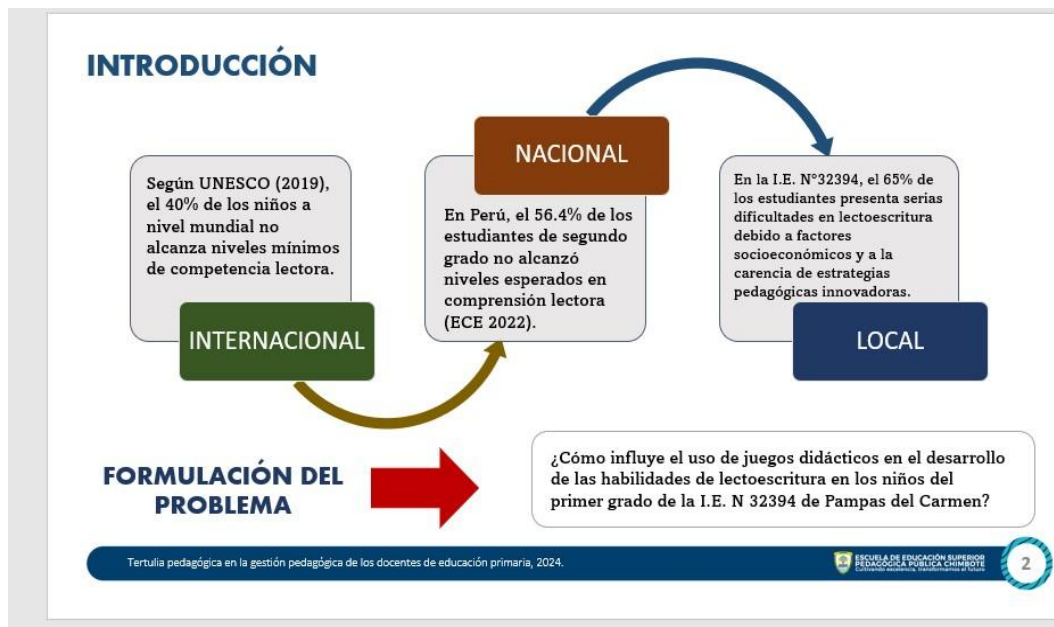 INTRODUCCIÓN
Según UNESCO (2019),
el 40% de los niños a
nivel mundial no
alcanza niveles mínimos
de competencia lectora.
INTERNACIONAL
NACIONAL
En Perú, el 56.4% de los
estudiantes de segundo
grado no alcanzó
niveles esperados en
comprensión lectora
(ECE 2022).
En la I.E. N°32394, el 65% de
los estudiantes presenta serias
dificultades en lectoescritura
debido a factores
socioeconómicos y a la
carencia de estrategias
pedagógicas innovadoras.
LOCAL
FORMULACIÓN DEL
PROBLEMA
¿Cómo influye el uso de juegos didácticos en el desarrollo
de las habilidades de lectoescritura en los niños del
primer grado de la I.E. N 32394 de Pampas del Carmen?
Tertulia pedagógica en la gestión pedagógica de los docentes de educación primaria, 2024.
ESCUELA DE EDUCACIÓN SUPERIOR
PEDAGÓGICA PÚBLICA CHIMBOTE
Cultivando excelencia, transformamos el futuro
2